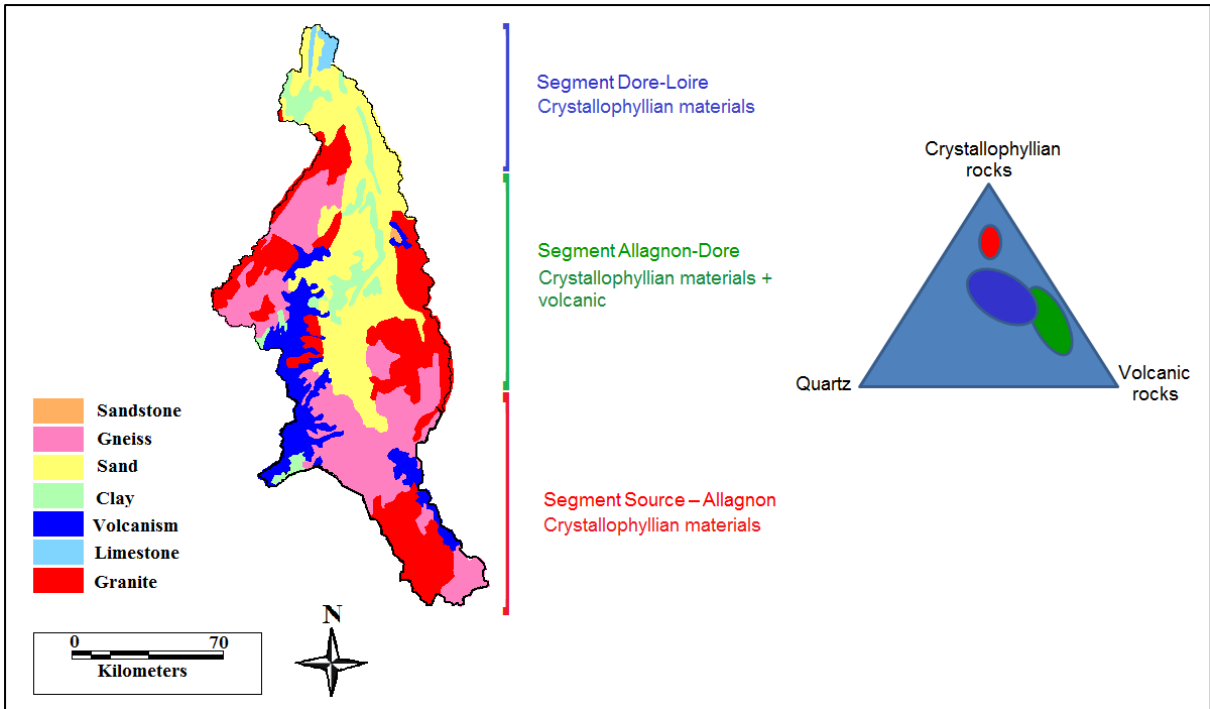 Segment Dore-Loire
Crystallophyllian materials
Segment Allagnon-Dore
Crystallophyllian materials +
volcanic
Segment Source – Allagnon
Crystallophyllian materials
Crystallophyllian
rocks
Quartz
Volcanic
rocks
Sandstone
Gneiss
Sand
Clay
Volcanism
Limestone
Granite
0 70
Kilometers
N